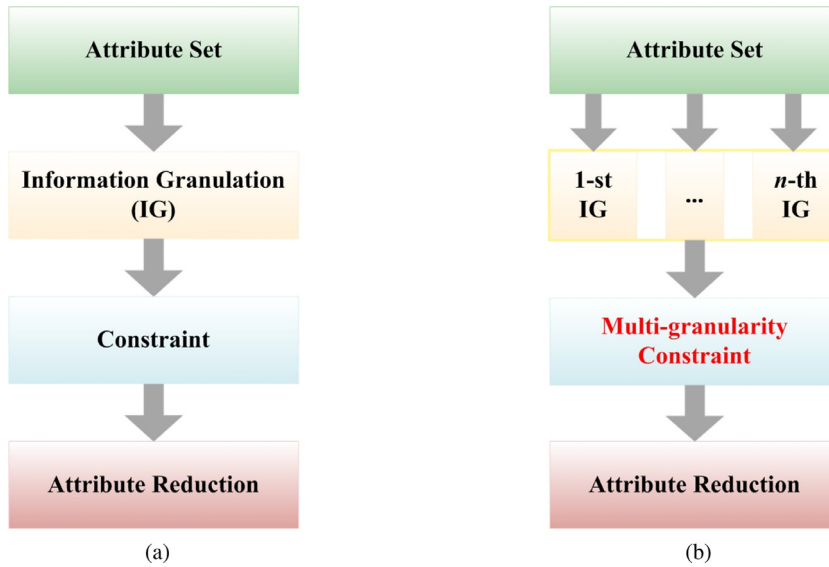 Attribute Set
Information Granulation
(IG)
Constraint
Attribute Reduction
(a)
Attribute Set
1-st
IG
...
n-th
IG
Multi-granularity
Constraint
Attribute Reduction
(b)